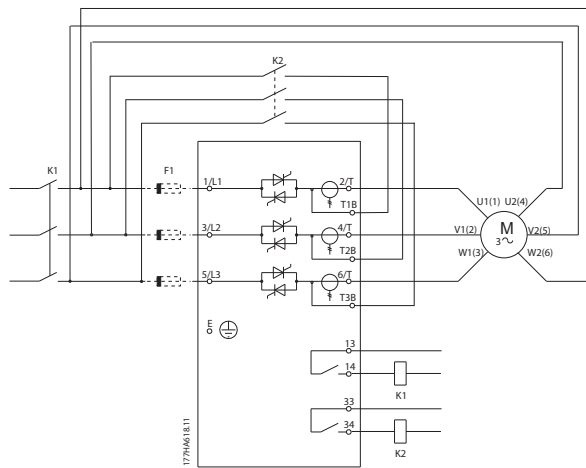 K2
K1
F1
1/L1
2/T
T1B
U1(1) U2(4)
3/L2
4/T
T2B
V1(2)
M
3~
V2(5)
5/L3
6/T
T3B
W1(3)
W2(6)
E
13
14
K1
33
34
K2
177HA618.11